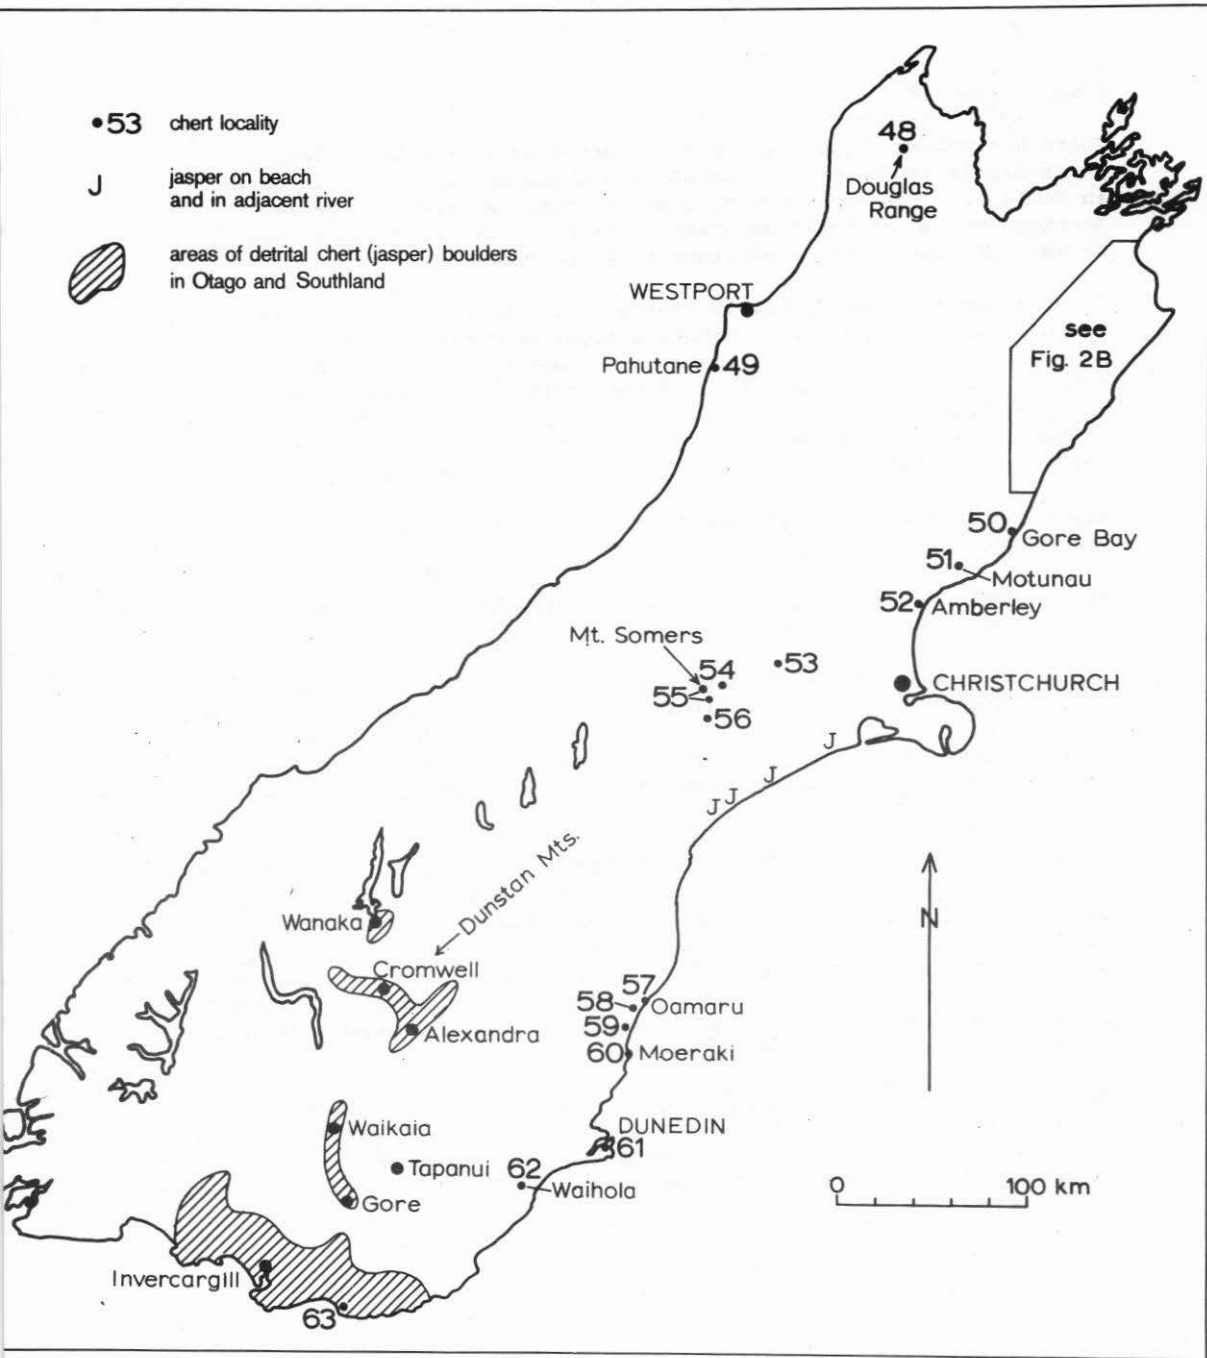 53 chert locality
J jasper on beach
and in adjacent river
areas of detrital chert (jasper) boulders
in Otago and Southland
48
Douglas
Range
WESTPORT
Pahutane 49
see
Fig. 2B
50
Gore Bay
51
Motunau
52 Amberley
Mt. Somers
53
54
55
56
CHRISTCHURCH
J
J
J
J
Dunstan Mts.
Wanaka
N
Cromwell
Alexandra
57
58
Oamaru
59
60 Moeraki
DUNEDIN
61
Waikaia
Tapanui
62
Waihola
Gore
0 100 km
Invercargill
63